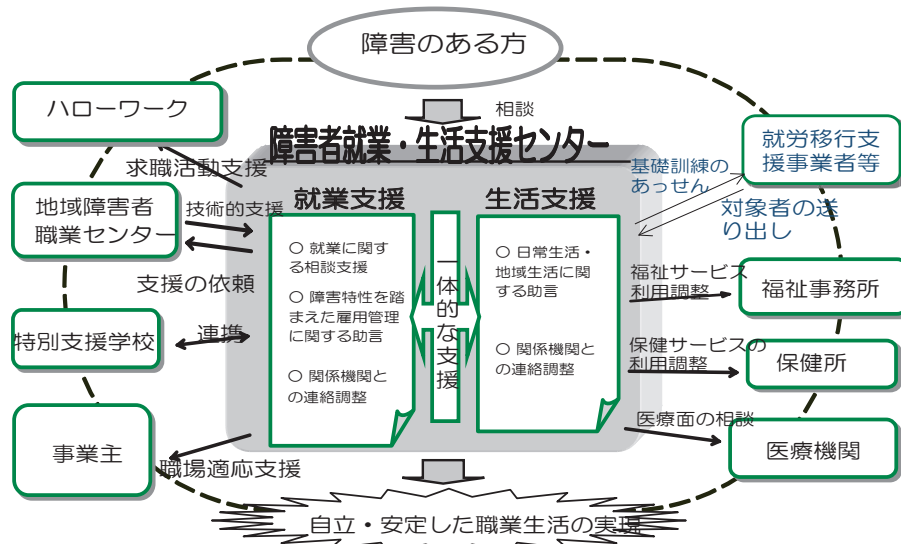 障害のある方
相談
ハローワーク
求職活動支援
地域障害者
職業センター
技術的支援
支援の依頼
特別支援学校
連携
事業主
職場適応支援
障害者就業・生活支援センター
就業支援
○ 就業に関す
る相談支援
○ 障害特性を踏
まえた雇用管理
に関する助言
○ 関係機関と
の連絡調整
一体的な支援
生活支援
○ 日常生活・
地域生活に関
する助言
○ 関係機関と
の連絡調整
基礎訓練の
あっせん
就労移行支
援事業者等
対象者の送
り出し
福祉サービス
利用調整
福祉事務所
保健サービスの
利用調整
保健所
医療面の相談
医療機関
自立・安定した職業生活の実現